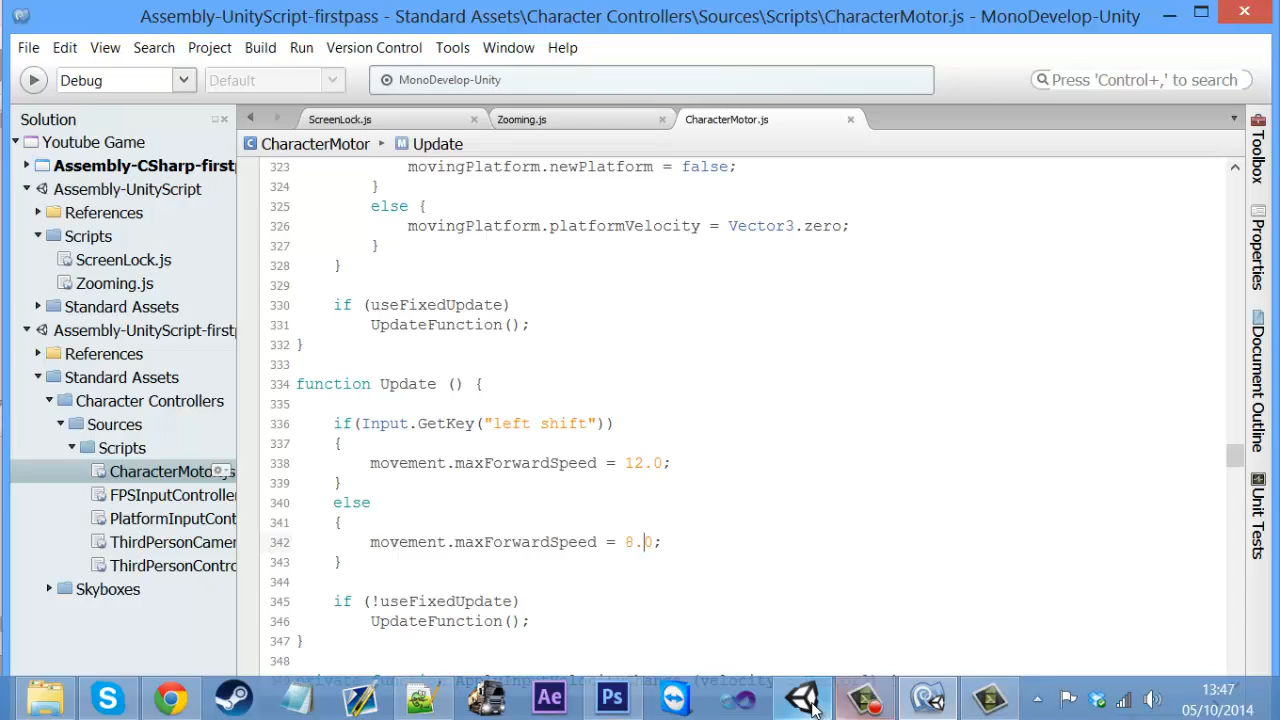 Assembly-UnityScript-firstpass - Standard Assets\Character Controllers\Sources\Scripts\CharacterMotor.js - MonoDevelop-Unity
File Edit View Search Project Build Run Version Control Tools Window Help
Debug Default MonoDevelop-Unity Press 'Control+,' to search
Solution
Youtube Game
Assembly-CSharp-firstp
Assembly-UnityScript
References
Scripts
ScreenLock.js
Zooming.js
Standard Assets
Assembly-UnityScript-firstp
References
Standard Assets
Character Controllers
Sources
Scripts
CharacterMotor.js
FPSInputController
PlatformInputCont
ThirdPersonCamer
ThirdPersonContro
Skyboxes
ScreenLock.js Zooming.js CharacterMotor.js
CharacterMotor Update
323 movingPlatform.newPlatform = false;
324 }
325 else {
326 movingPlatform.platformVelocity = Vector3.zero;
327 }
328 }
329
330 if (useFixedUpdate)
331 UpdateFunction();
332 }
333
334 function Update () {
335
336 if(Input.GetKey("left shift"))
337 {
338 movement.maxForwardSpeed = 12.0;
339 }
340 else
341 {
342 movement.maxForwardSpeed = 8.0;
343 }
344
345 if (!useFixedUpdate)
346 UpdateFunction();
347 }
348
Toolbox
Properties
Document Outline
Unit Tests
Ae Ps
13:47
05/10/2014